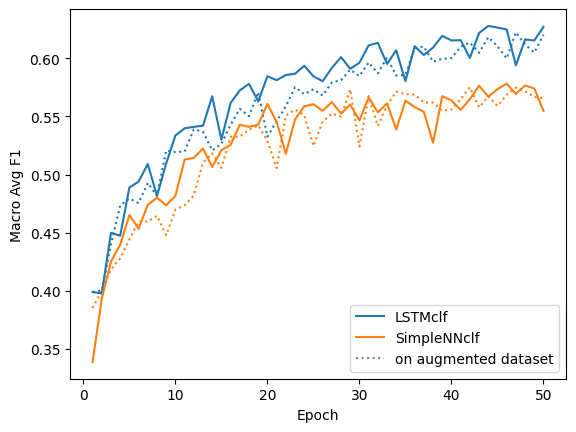 Macro Avg F1
0.60
0.55
0.50
0.45
0.40
0.35
0 10 20 30 40 50
Epoch
LSTMclf
SimpleNNclf
on augmented dataset